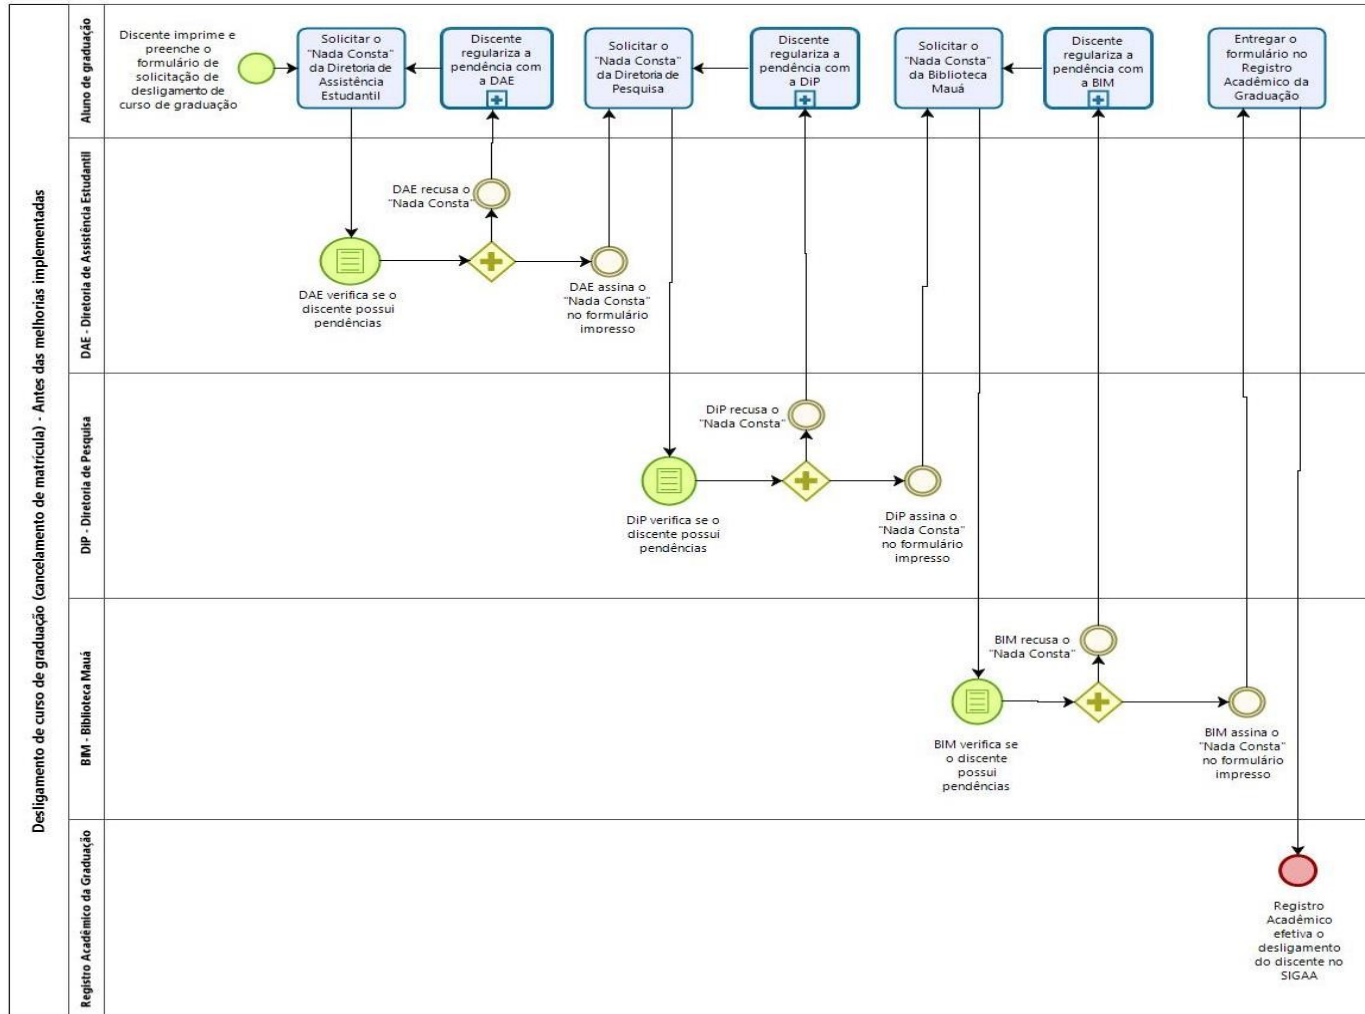 Desligamento de curso de graduação (cancelamento de matrícula) - Antes das melhorias implementadas
Aluno de graduação
Discente imprime e
preenche o
formulário de
solicitação de
desligamento de
curso de graduação
Solicitar o
"Nada Consta"
da Diretoria de
Assistência
Estudantil
Discente
regulariza a
pendência com
a DAE
Solicitar o
"Nada Consta"
da Diretoria de
Pesquisa
Discente
regulariza a
pendência com
a DiP
Solicitar o
"Nada Consta"
da Biblioteca
Mauá
Discente
regulariza a
pendência com
a BIM
Entregar o
formulário no
Registro
Acadêmico da
Graduação
DAE - Diretoria de Assistência Estudantil
DAE recusa o
"Nada Consta"
DAE verifica se o
discente possui
pendências
DAE assina o
"Nada Consta"
no formulário
impresso
DIP - Diretoria de Pesquisa
DiP recusa o
"Nada Consta"
DiP verifica se o
discente possui
pendências
DiP assina o
"Nada Consta"
no formulário
impresso
BIM - Biblioteca Mauá
BIM recusa o
"Nada Consta"
BIM verifica se
o discente
possui
pendências
BIM assina o
"Nada Consta"
no formulário
impresso
Registro Acadêmico da Graduação
Registro
Acadêmico
efetiva o
desligamento
do discente no
SIGAA